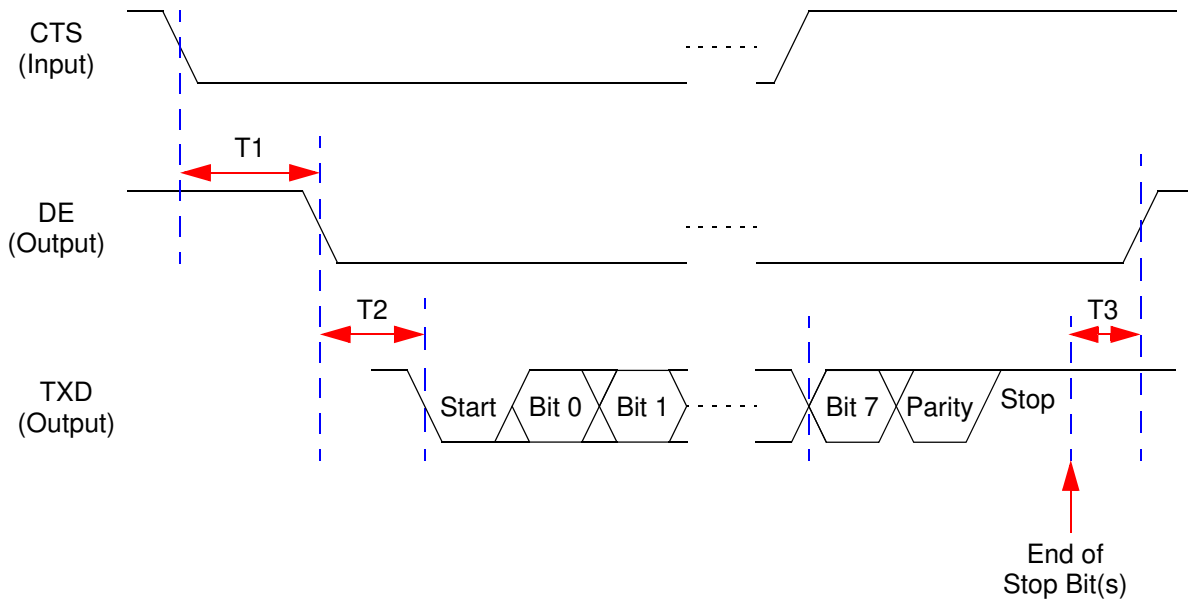 CTS
(Input)
T1
DE
(Output)
T2
T3
TXD
(Output)
Start
Bit 0
Bit 1
Bit 7
Parity
Stop
End of
Stop Bit(s)